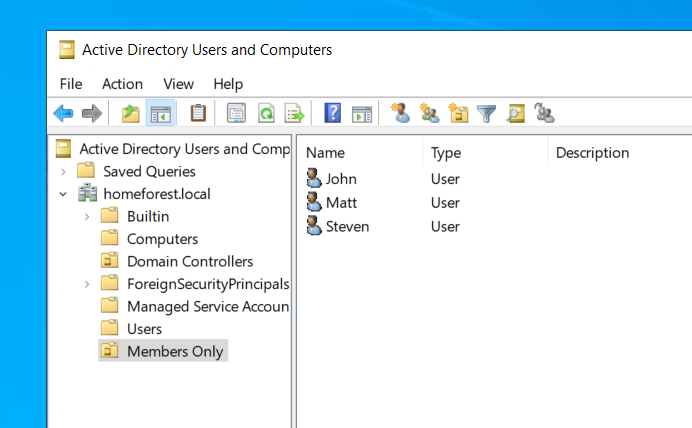 Active Directory Users and Computers
File Action View Help
Active Directory Users and Comp
Saved Queries
homeforest.local
Builtin
Computers
Domain Controllers
ForeignSecurityPrincipals
Managed Service Accoun
Users
Members Only
Name Type Description
John User
Matt User
Steven User